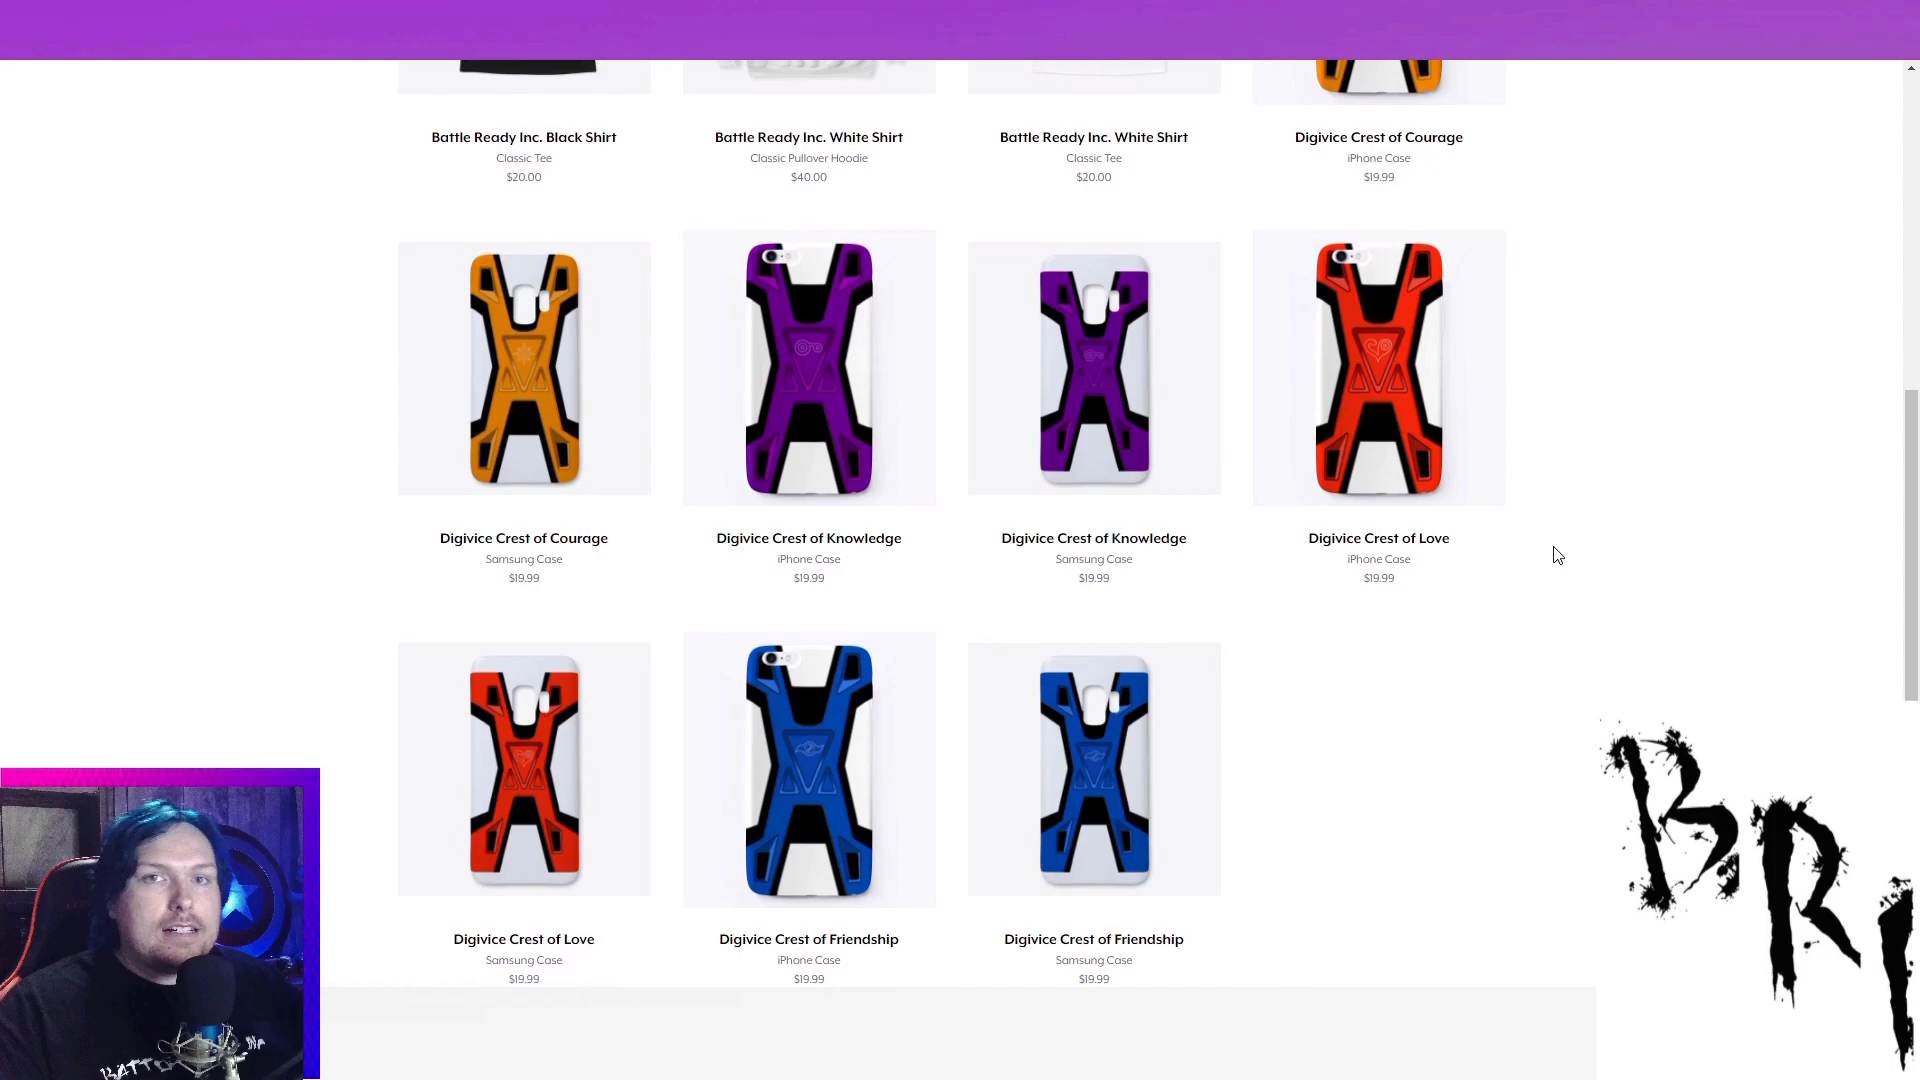 Battle Ready Inc. Black Shirt
Classic Tee
$20.00
Battle Ready Inc. White Shirt
Classic Pullover Hoodie
$40.00
Battle Ready Inc. White Shirt
Classic Tee
$20.00
Digivice Crest of Courage
iPhone Case
$19.99
Digivice Crest of Courage
Samsung Case
$19.99
Digivice Crest of Knowledge
iPhone Case
$19.99
Digivice Crest of Knowledge
Samsung Case
$19.99
Digivice Crest of Love
iPhone Case
$19.99
Digivice Crest of Love
Samsung Case
$19.99
Digivice Crest of Friendship
iPhone Case
$19.99
Digivice Crest of Friendship
Samsung Case
$19.99